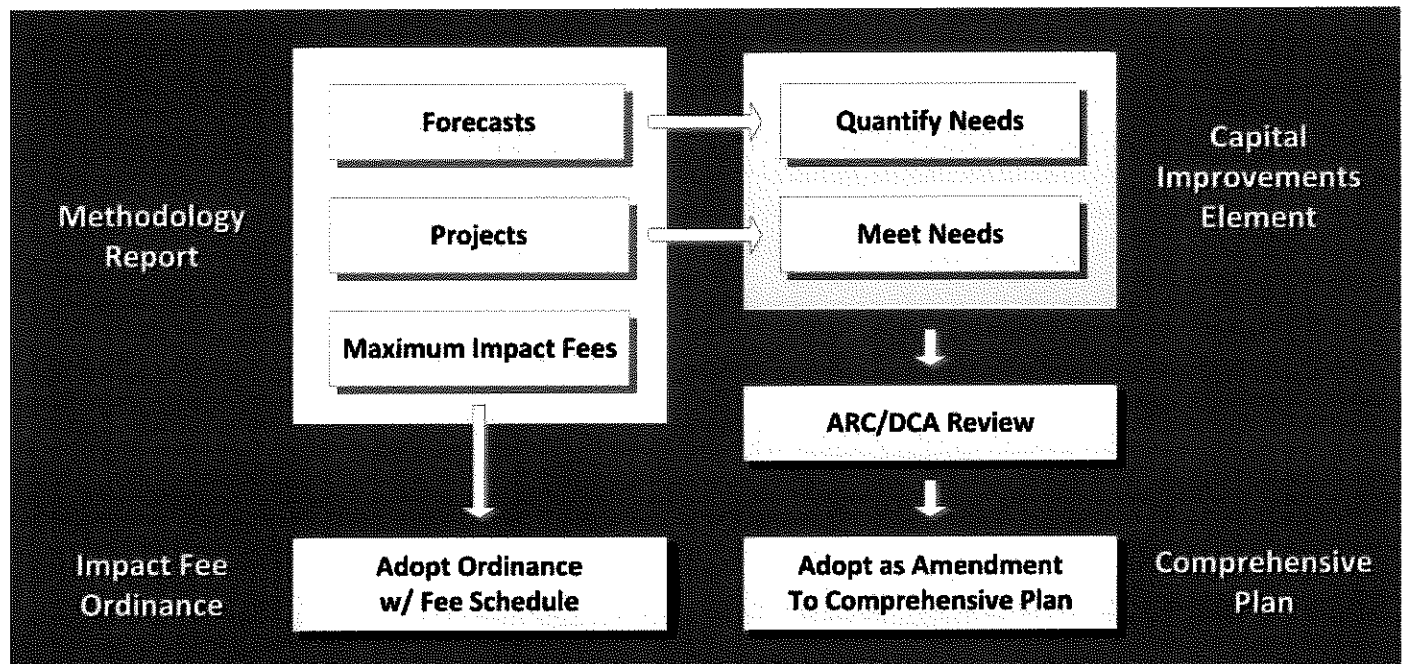 Methodology
Report
Forecasts
Projects
Maximum Impact Fees
Quantify Needs
Meet Needs
Capital
Improvements
Element
ARC/DCA Review
Impact Fee
Ordinance
Adopt Ordinance
w/ Fee Schedule
Adopt as Amendment
To Comprehensive Plan
Comprehensive
Plan